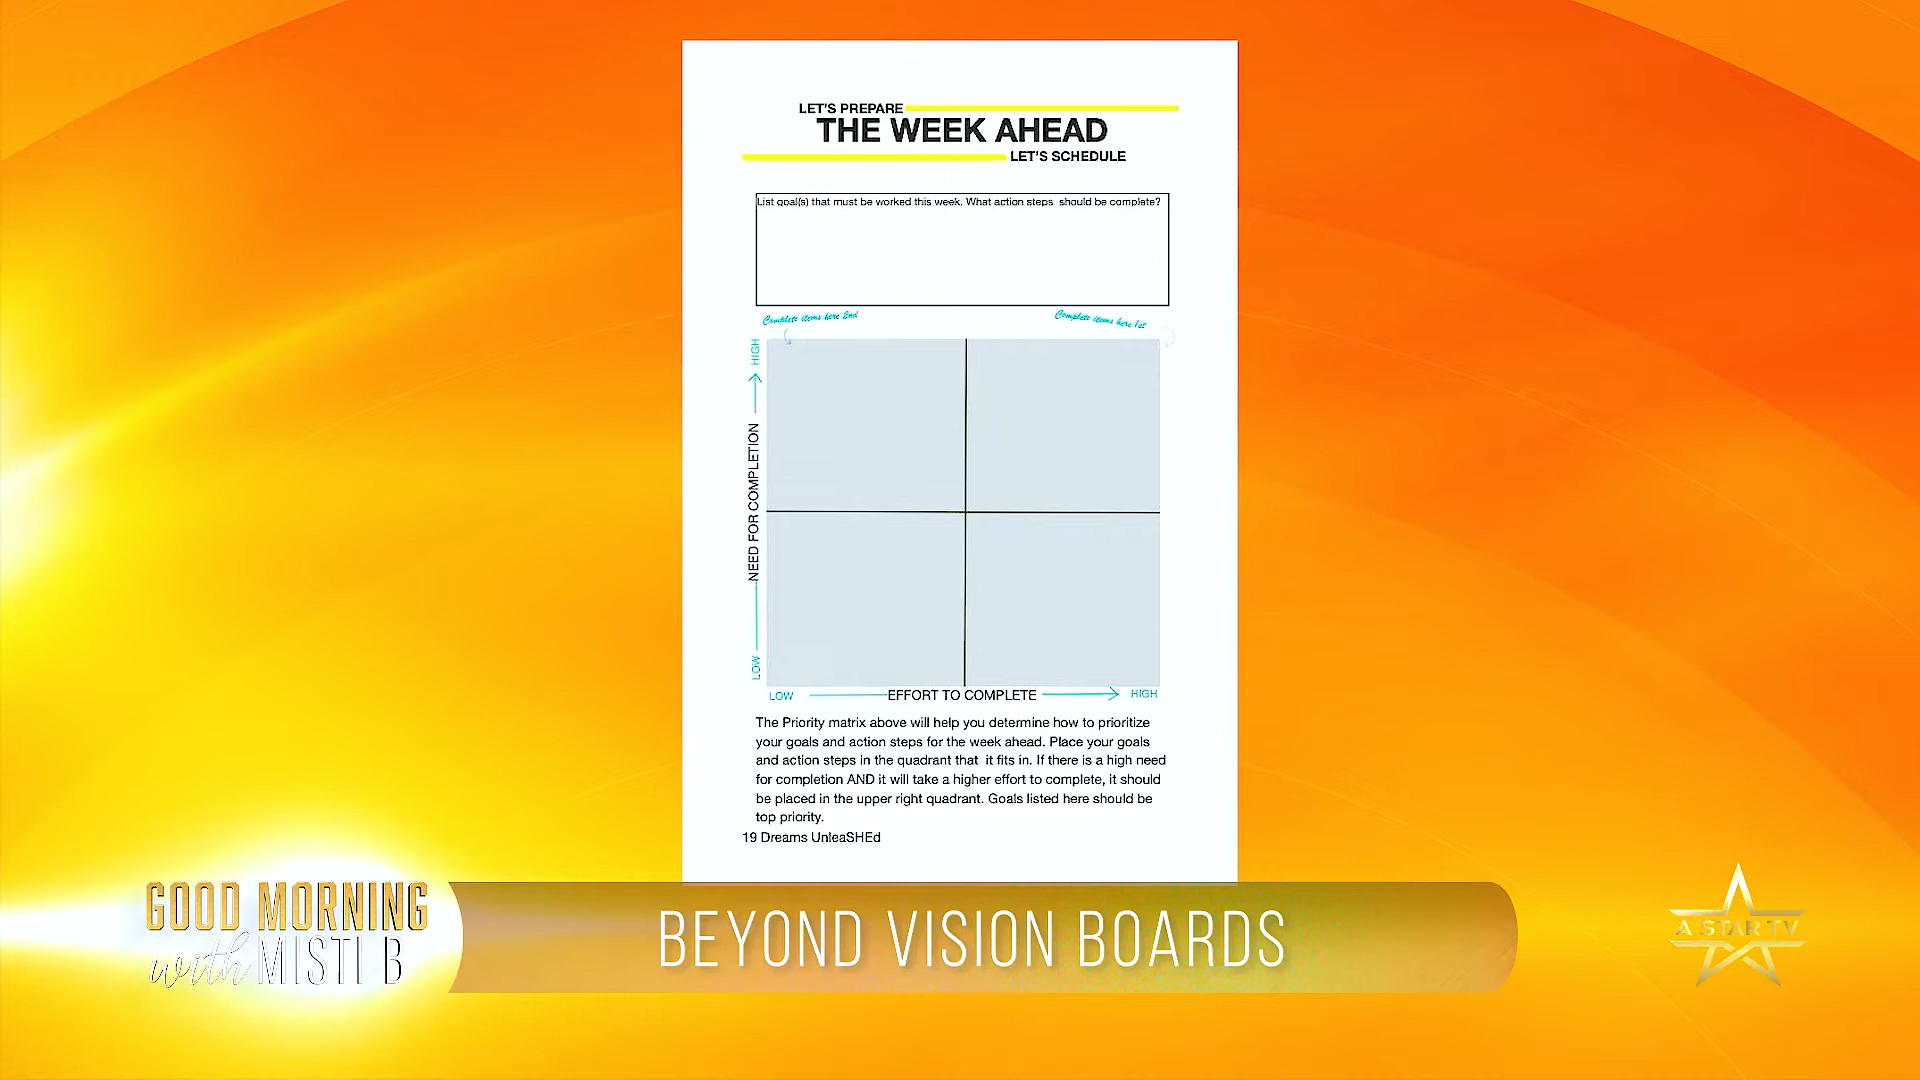 LET'S PREPARE
THE WEEK AHEAD
LET'S SCHEDULE
List goal(s) that must be worked this week. What action steps should be complete?
Complete items here 2nd
Complete items here 1st
HIGH
NEED FOR COMPLETION
LOW
LOW
EFFORT TO COMPLETE
HIGH
The Priority matrix above will help you determine how to prioritize
your goals and action steps for the week ahead. Place your goals
and action steps in the quadrant that it fits in. If there is a high need
for completion AND it will take a higher effort to complete, it should
be placed in the upper right quadrant. Goals listed here should be
top priority.
19 Dreams UnleaSHEd
GOOD MORNING
with MISTI B
BEYOND VISION BOARDS
A STAR TV